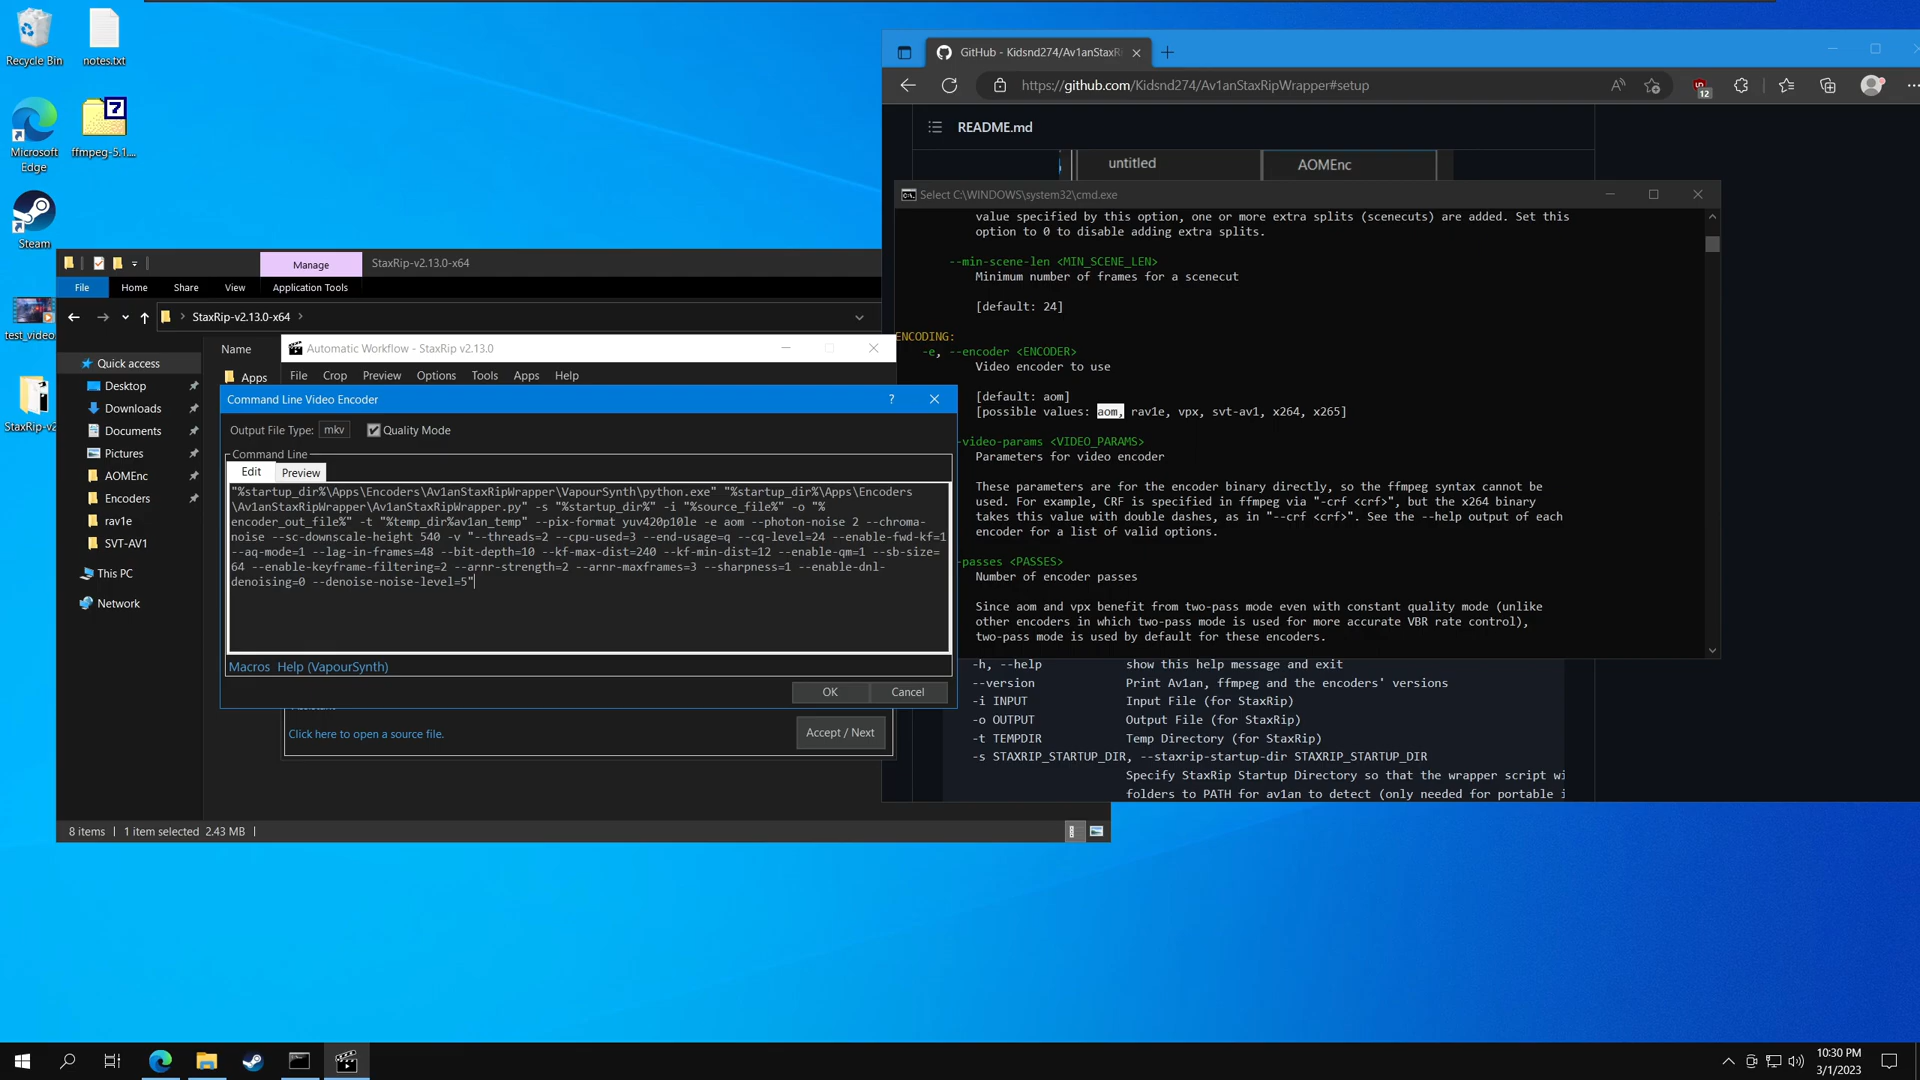 Recycle Bin
notes.txt
Microsoft
Edge
ffmpeg-5.1....
Steam
test_video
StaxRip-v2
GitHub - Kidsnd274/Av1anStaxRi
https://github.com/Kidsnd274/Av1anStaxRipWrapper#setup
12
README.md
untitled
AOMEnc
Select C:\WINDOWS\system32\cmd.exe
value specified by this option, one or more extra splits (scenecuts) are added. Set this
option to 0 to disable adding extra splits.
--min-scene-len <MIN_SCENE_LEN>
Minimum number of frames for a scenecut
[default: 24]
ENCODING:
-e, --encoder <ENCODER>
Video encoder to use
[default: aom]
[possible values: aom, rav1e, vpx, svt-av1, x264, x265]
-video-params <VIDEO_PARAMS>
Parameters for video encoder
These parameters are for the encoder binary directly, so the ffmpeg syntax cannot be
used. For example, CRF is specified in ffmpeg via "-crf <crf>", but the x264 binary
takes this value with double dashes, as in "--crf <crf>". See the --help output of each
encoder for a list of valid options.
-passes <PASSES>
Number of encoder passes
Since aom and vpx benefit from two-pass mode even with constant quality mode (unlike
other encoders in which two-pass mode is used for more accurate VBR rate control),
two-pass mode is used by default for these encoders.
-h, --help show this help message and exit
--version Print Av1an, ffmpeg and the encoders' versions
-i INPUT Input File (for StaxRip)
-o OUTPUT Output File (for StaxRip)
-t TEMPDIR Temp Directory (for StaxRip)
-s STAXRIP_STARTUP_DIR, --staxrip-startup-dir STAXRIP_STARTUP_DIR
Specify StaxRip Startup Directory so that the wrapper script wi
folders to PATH for av1an to detect (only needed for portable i
Manage
StaxRip-v2.13.0-x64
File
Home
Share
View
Application Tools
StaxRip-v2.13.0-x64
Quick access
Desktop
Downloads
Documents
Pictures
AOMEnc
Encoders
rav1e
SVT-AV1
This PC
Network
Name
Apps
8 items
1 item selected 2.43 MB
Automatic Workflow - StaxRip v2.13.0
File
Crop
Preview
Options
Tools
Apps
Help
Command Line Video Encoder
?
Output File Type: mkv
Quality Mode
Command Line
Edit
Preview
"%startup_dir%\Apps\Encoders\Av1anStaxRipWrapper\VapourSynth\python.exe" "%startup_dir%\Apps\Encoders
\Av1anStaxRipWrapper\Av1anStaxRipWrapper.py" -s "%startup_dir%" -i "%source_file%" -o "%
encoder_out_file%" -t "%temp_dir%av1an_temp" --pix-format yuv420p10le -e aom --photon-noise 2 --chroma-
noise --sc-downscale-height 540 -v "--threads=2 --cpu-used=3 --end-usage=q --cq-level=24 --enable-fwd-kf=1
--aq-mode=1 --lag-in-frames=48 --bit-depth=10 --kf-max-dist=240 --kf-min-dist=12 --enable-qm=1 --sb-size=
64 --enable-keyframe-filtering=2 --arnr-strength=2 --arnr-maxframes=3 --sharpness=1 --enable-dnl-
denoising=0 --denoise-noise-level=5"
Macros Help (VapourSynth)
OK
Cancel
Click here to open a source file.
Accept / Next
10:30 PM
3/1/2023